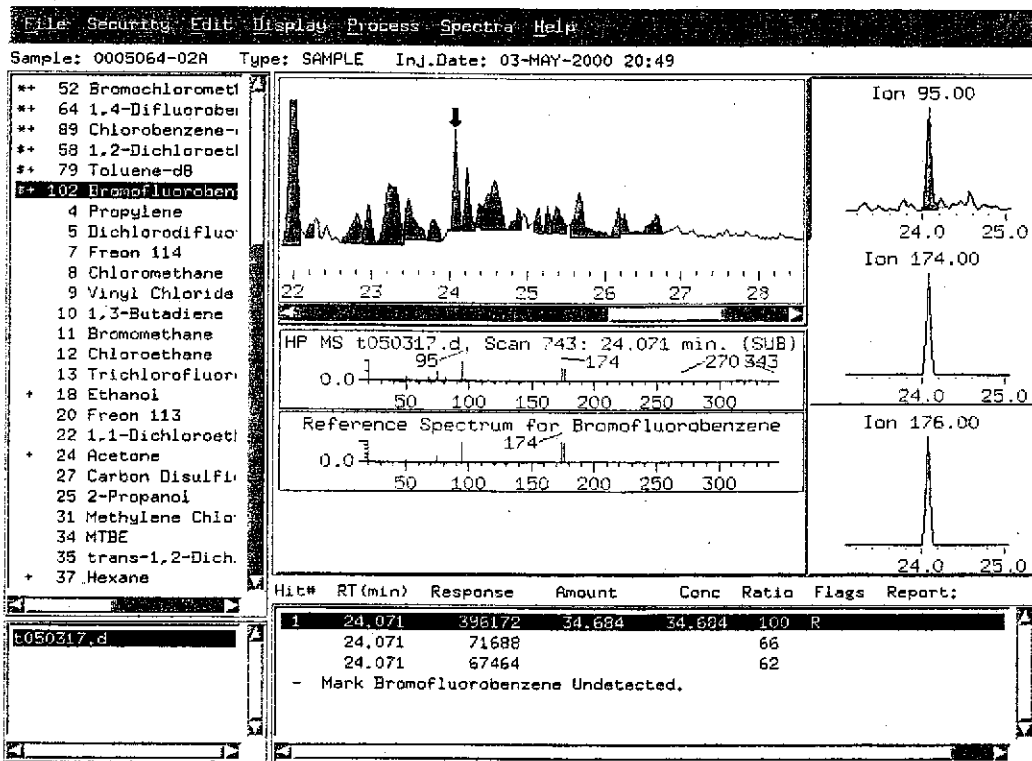 File Security Edit Display Process Spectra Help
Sample: 0005064-02A Type: SAMPLE Inj.Date: 03-MAY-2000 20:49
*+ 52 Bromochloromet
*+ 64 1,4-Difluorobe
*+ 89 Chlorobenzene-
$+ 58 1,2-Dichloroet
$+ 79 Toluene-d8
$+ 102 Bromofluoroben
4 Propylene
5 Dichlorodifluo
7 Freon 114
8 Chloromethane
9 Vinyl Chloride
10 1,3-Butadiene
11 Bromomethane
12 Chloroethane
13 Trichlorofluor
+ 18 Ethanol
20 Freon 113
22 1,1-Dichloroet
+ 24 Acetone
27 Carbon Disulfi
25 2-Propanol
31 Methylene Chlo
34 MTBE
35 trans-1,2-Dich.
+ 37 Hexane
t050317.d
22 23 24 25 26 27 28
HP MS t050317.d, Scan 743: 24.071 min. (SUB)
95 174 270 343
0.0
50 100 150 200 250 300
Reference Spectrum for Bromofluorobenzene
174
0.0
50 100 150 200 250 300
Ion 95.00
24.0 25.0
Ion 174.00
24.0 25.0
Ion 176.00
24.0 25.0
Hit# RT(min) Response Amount Conc Ratio Flags Report:
1 24.071 396172 34.684 34.684 100 R
24.071 71688 66
24.071 67464 62
- Mark Bromofluorobenzene Undetected.